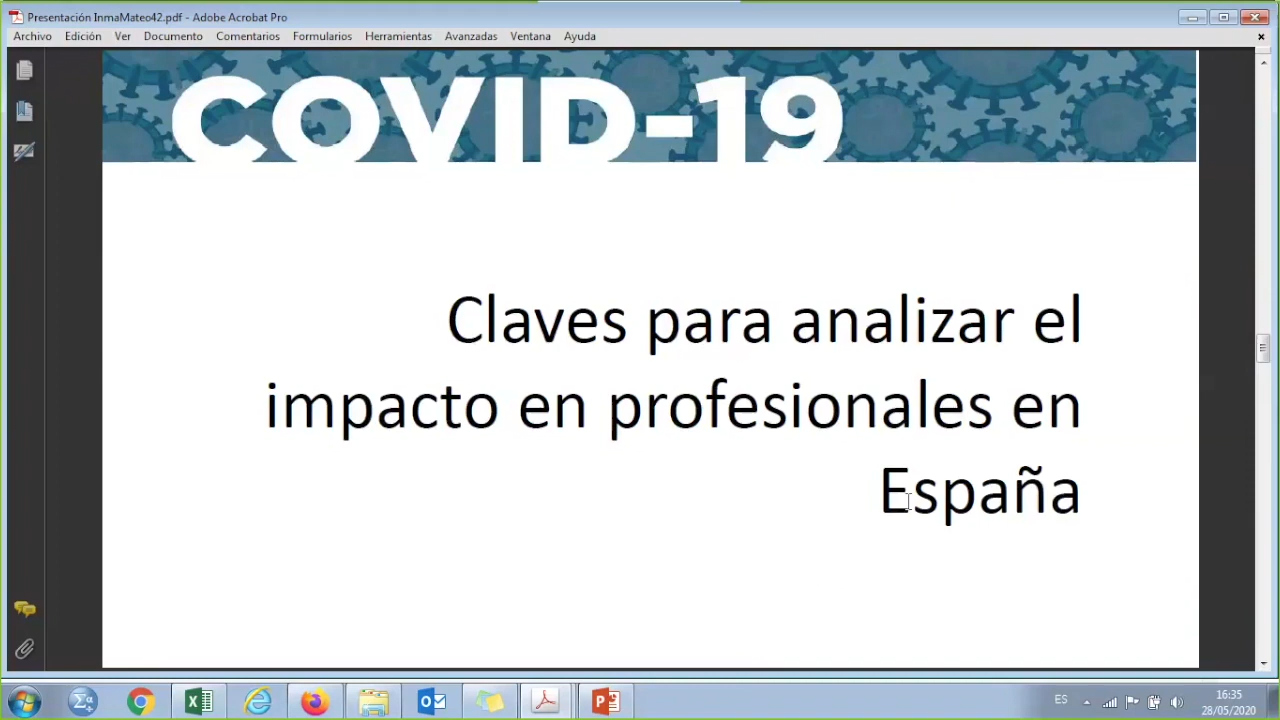 Presentación InmaMateo42.pdf - Adobe Acrobat Pro
Archivo Edición Ver Documento Comentarios Formularios Herramientas Avanzadas Ventana Ayuda
COVID-19
Claves para analizar el
impacto en profesionales en
España
ES
16:35
28/05/2020